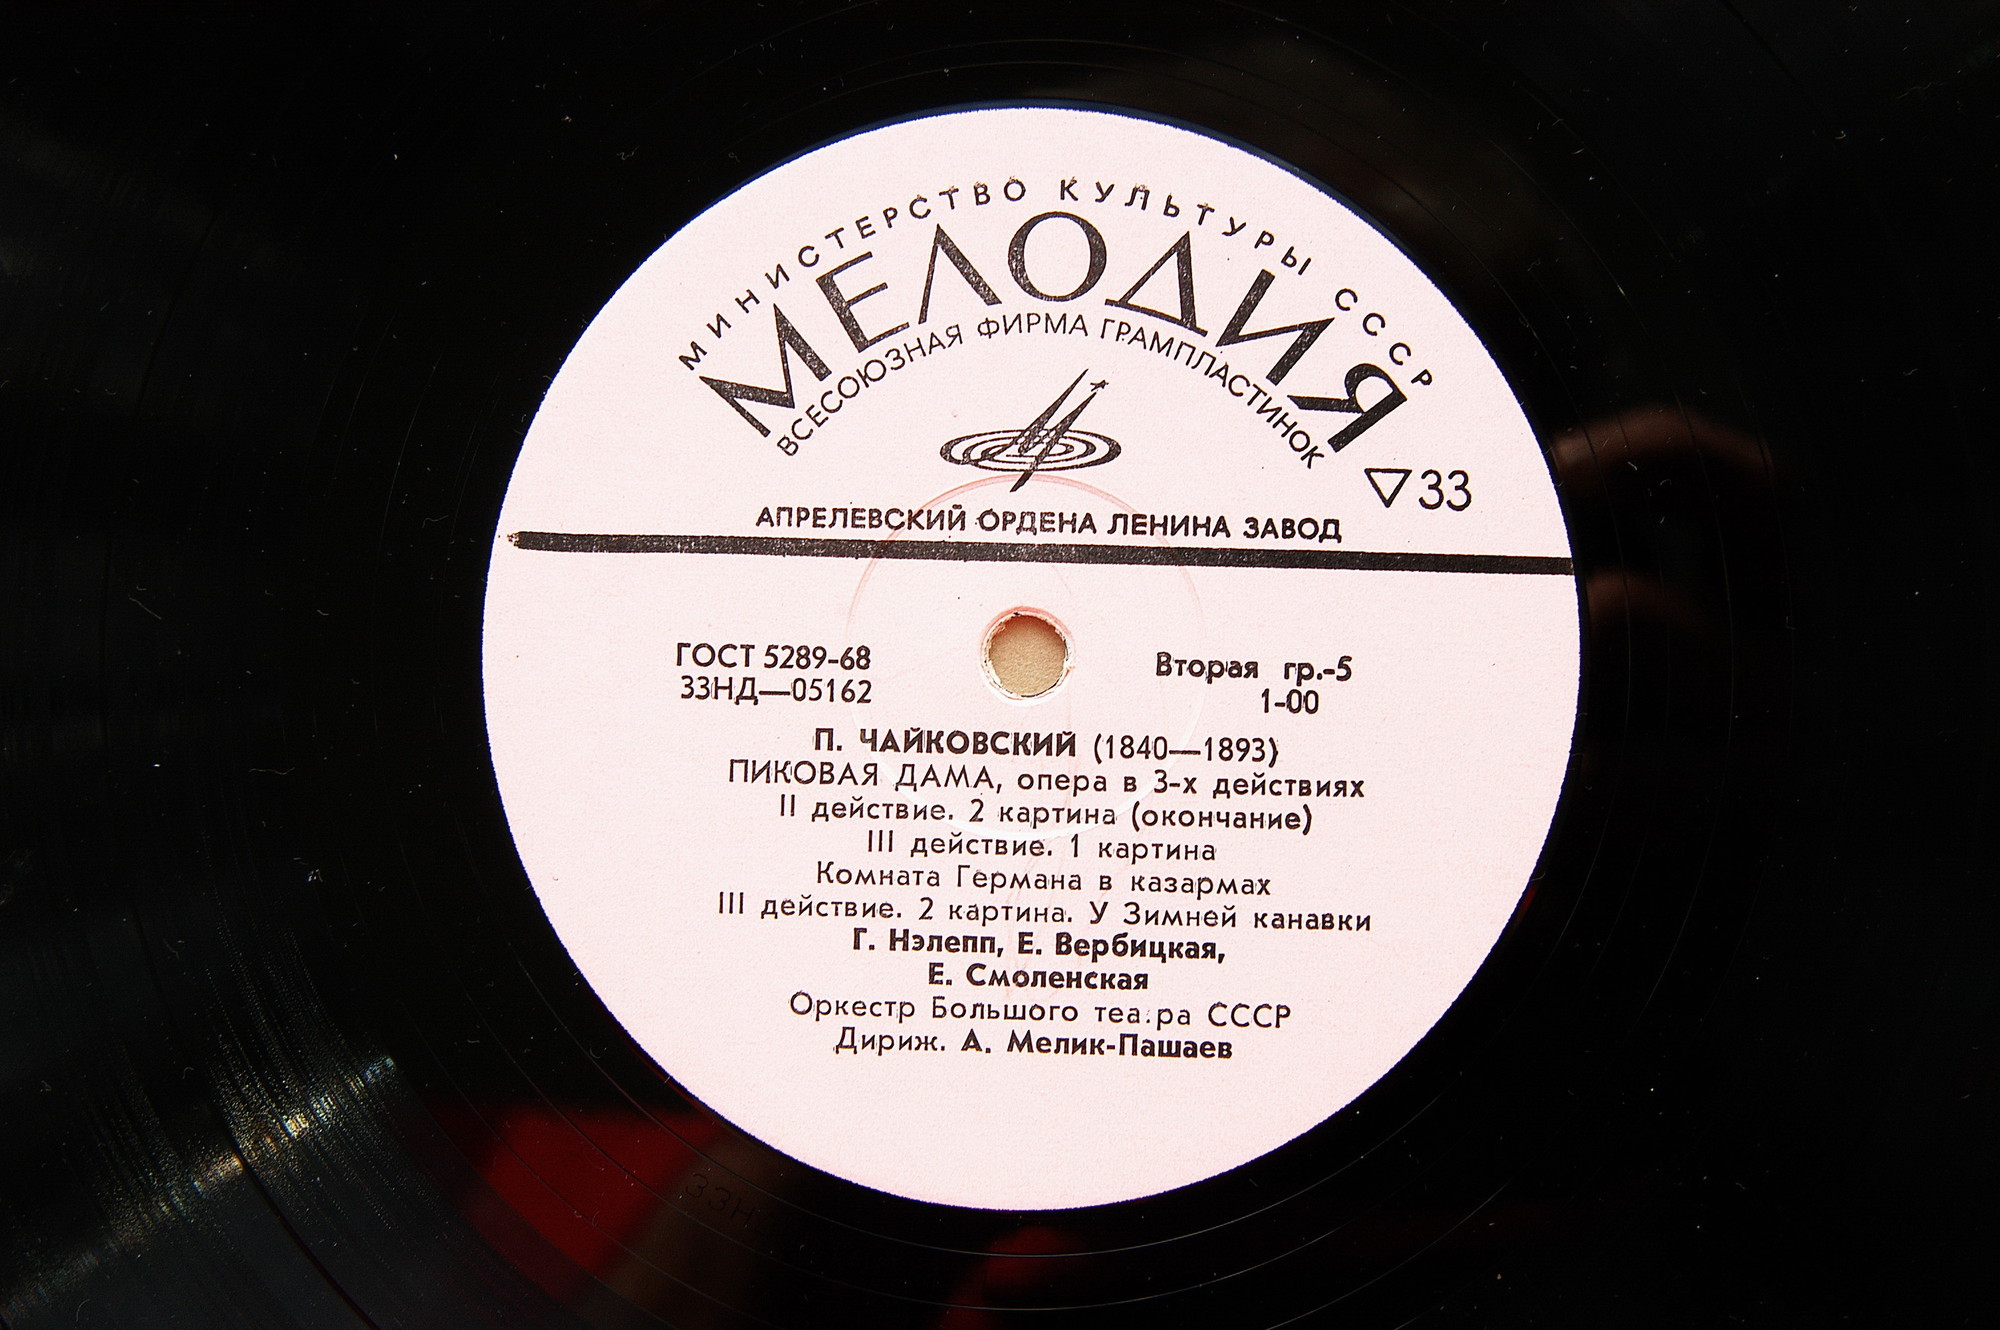 МИНИСТЕРСТВО КУЛЬТУРЫ СССР
МЕЛОДИЯ
ВСЕСОЮЗНАЯ ФИРМА ГРАМПЛАСТИНОК
▽33
АПРЕЛЕВСКИЙ ОРДЕНА ЛЕНИНА ЗАВОД
ГОСТ 5289-68
33НД—05162
Вторая гр.-5
1-00
П. ЧАЙКОВСКИЙ (1840—1893)
ПИКОВАЯ ДАМА, опера в 3-х действиях
II действие. 2 картина (окончание)
III действие. 1 картина
Комната Германа в казармах
III действие. 2 картина. У Зимней канавки
Г. Нэлепп, Е. Вербицкая,
Е. Смоленская
Оркестр Большого теа.ра СССР
Дириж. А. Мелик-Пашаев
33Н